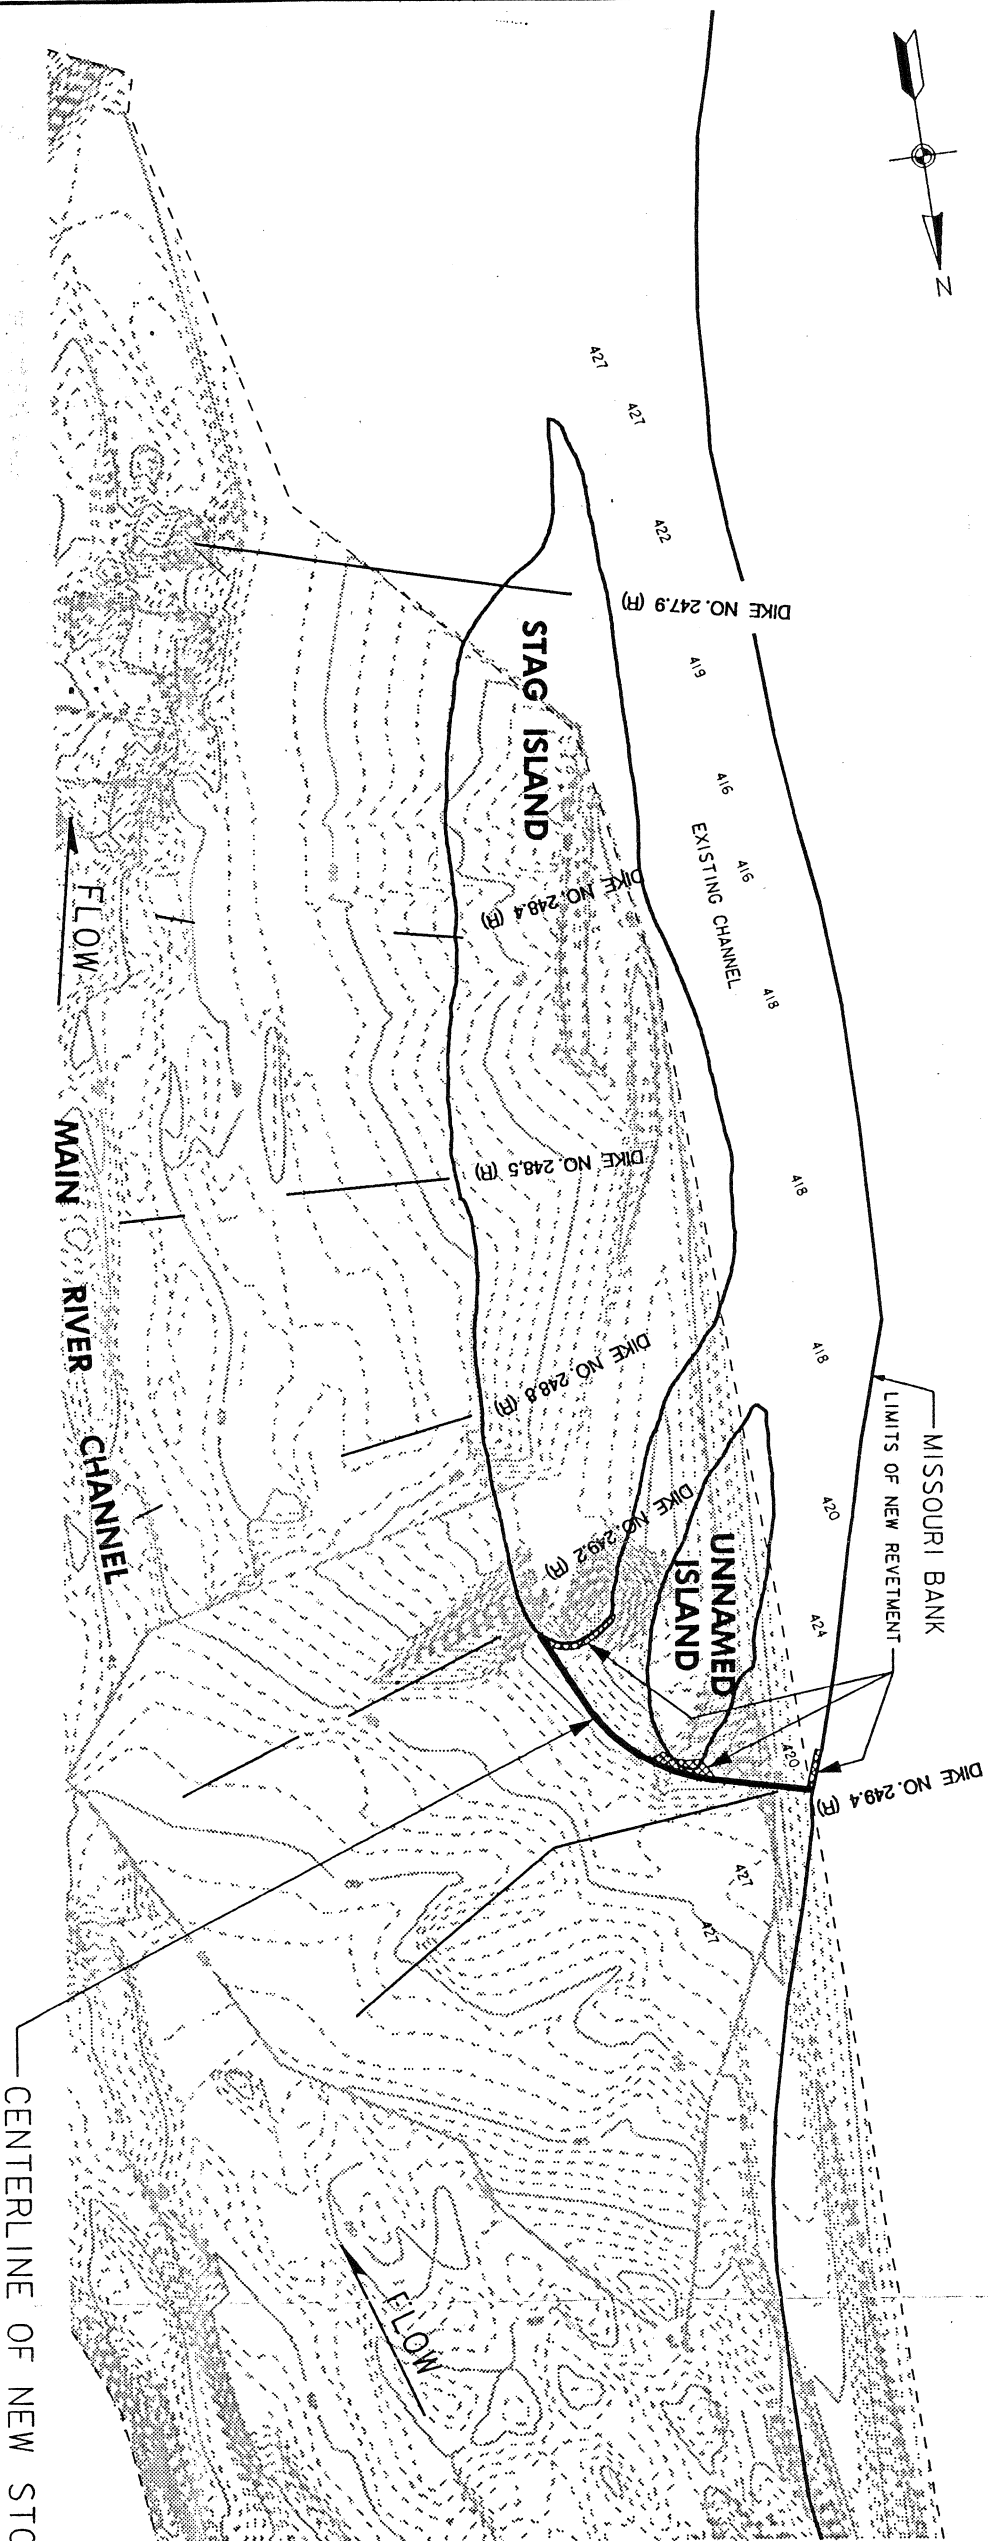 N
427
427
422
DIKE NO. 247.9 (R)
419
STAG ISLAND
416
416
EXISTING CHANNEL
DIKE NO. 248.4 (R)
FLOW
418
MAIN RIVER CHANNEL
DIKE NO. 248.5 (R)
418
418
DIKE NO. 248.8 (R)
MISSOURI BANK
LIMITS OF NEW REVETMENT
420
DIKE NO. 249.2 (R)
UNNAMED
ISLAND
424
420
DIKE NO. 249.4 (R)
427
427
CENTERLINE OF NEW
FLOW